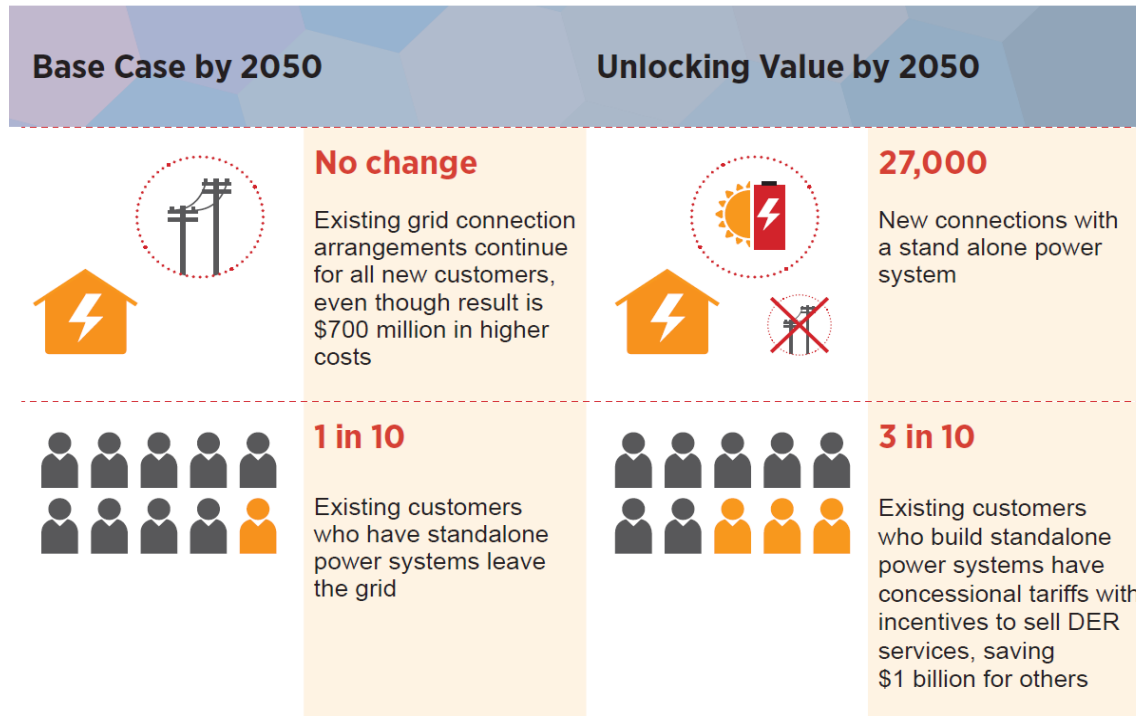 Base Case by 2050
Unlocking Value by 2050
No change
Existing grid connection
arrangements continue
for all new customers,
even though result is
$700 million in higher
costs
27,000
New connections with
a stand alone power
system
1 in 10
Existing customers
who have standalone
power systems leave
the grid
3 in 10
Existing customers
who build standalone
power systems have
concessional tariffs with
incentives to sell DER
services, saving
$1 billion for others